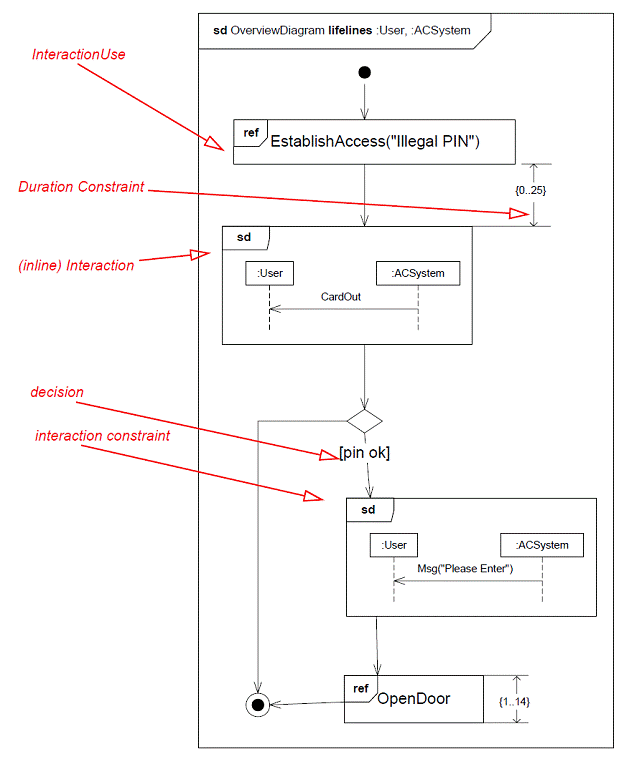 sd OverviewDiagram lifelines :User, :ACSystem
InteractionUse
ref
EstablishAccess("Illegal PIN")
Duration Constraint
{0..25}
sd
(inline) Interaction
:User
:ACSystem
CardOut
decision
interaction constraint
[pin ok]
sd
:User
:ACSystem
Msg("Please Enter")
ref
OpenDoor
{1..14}